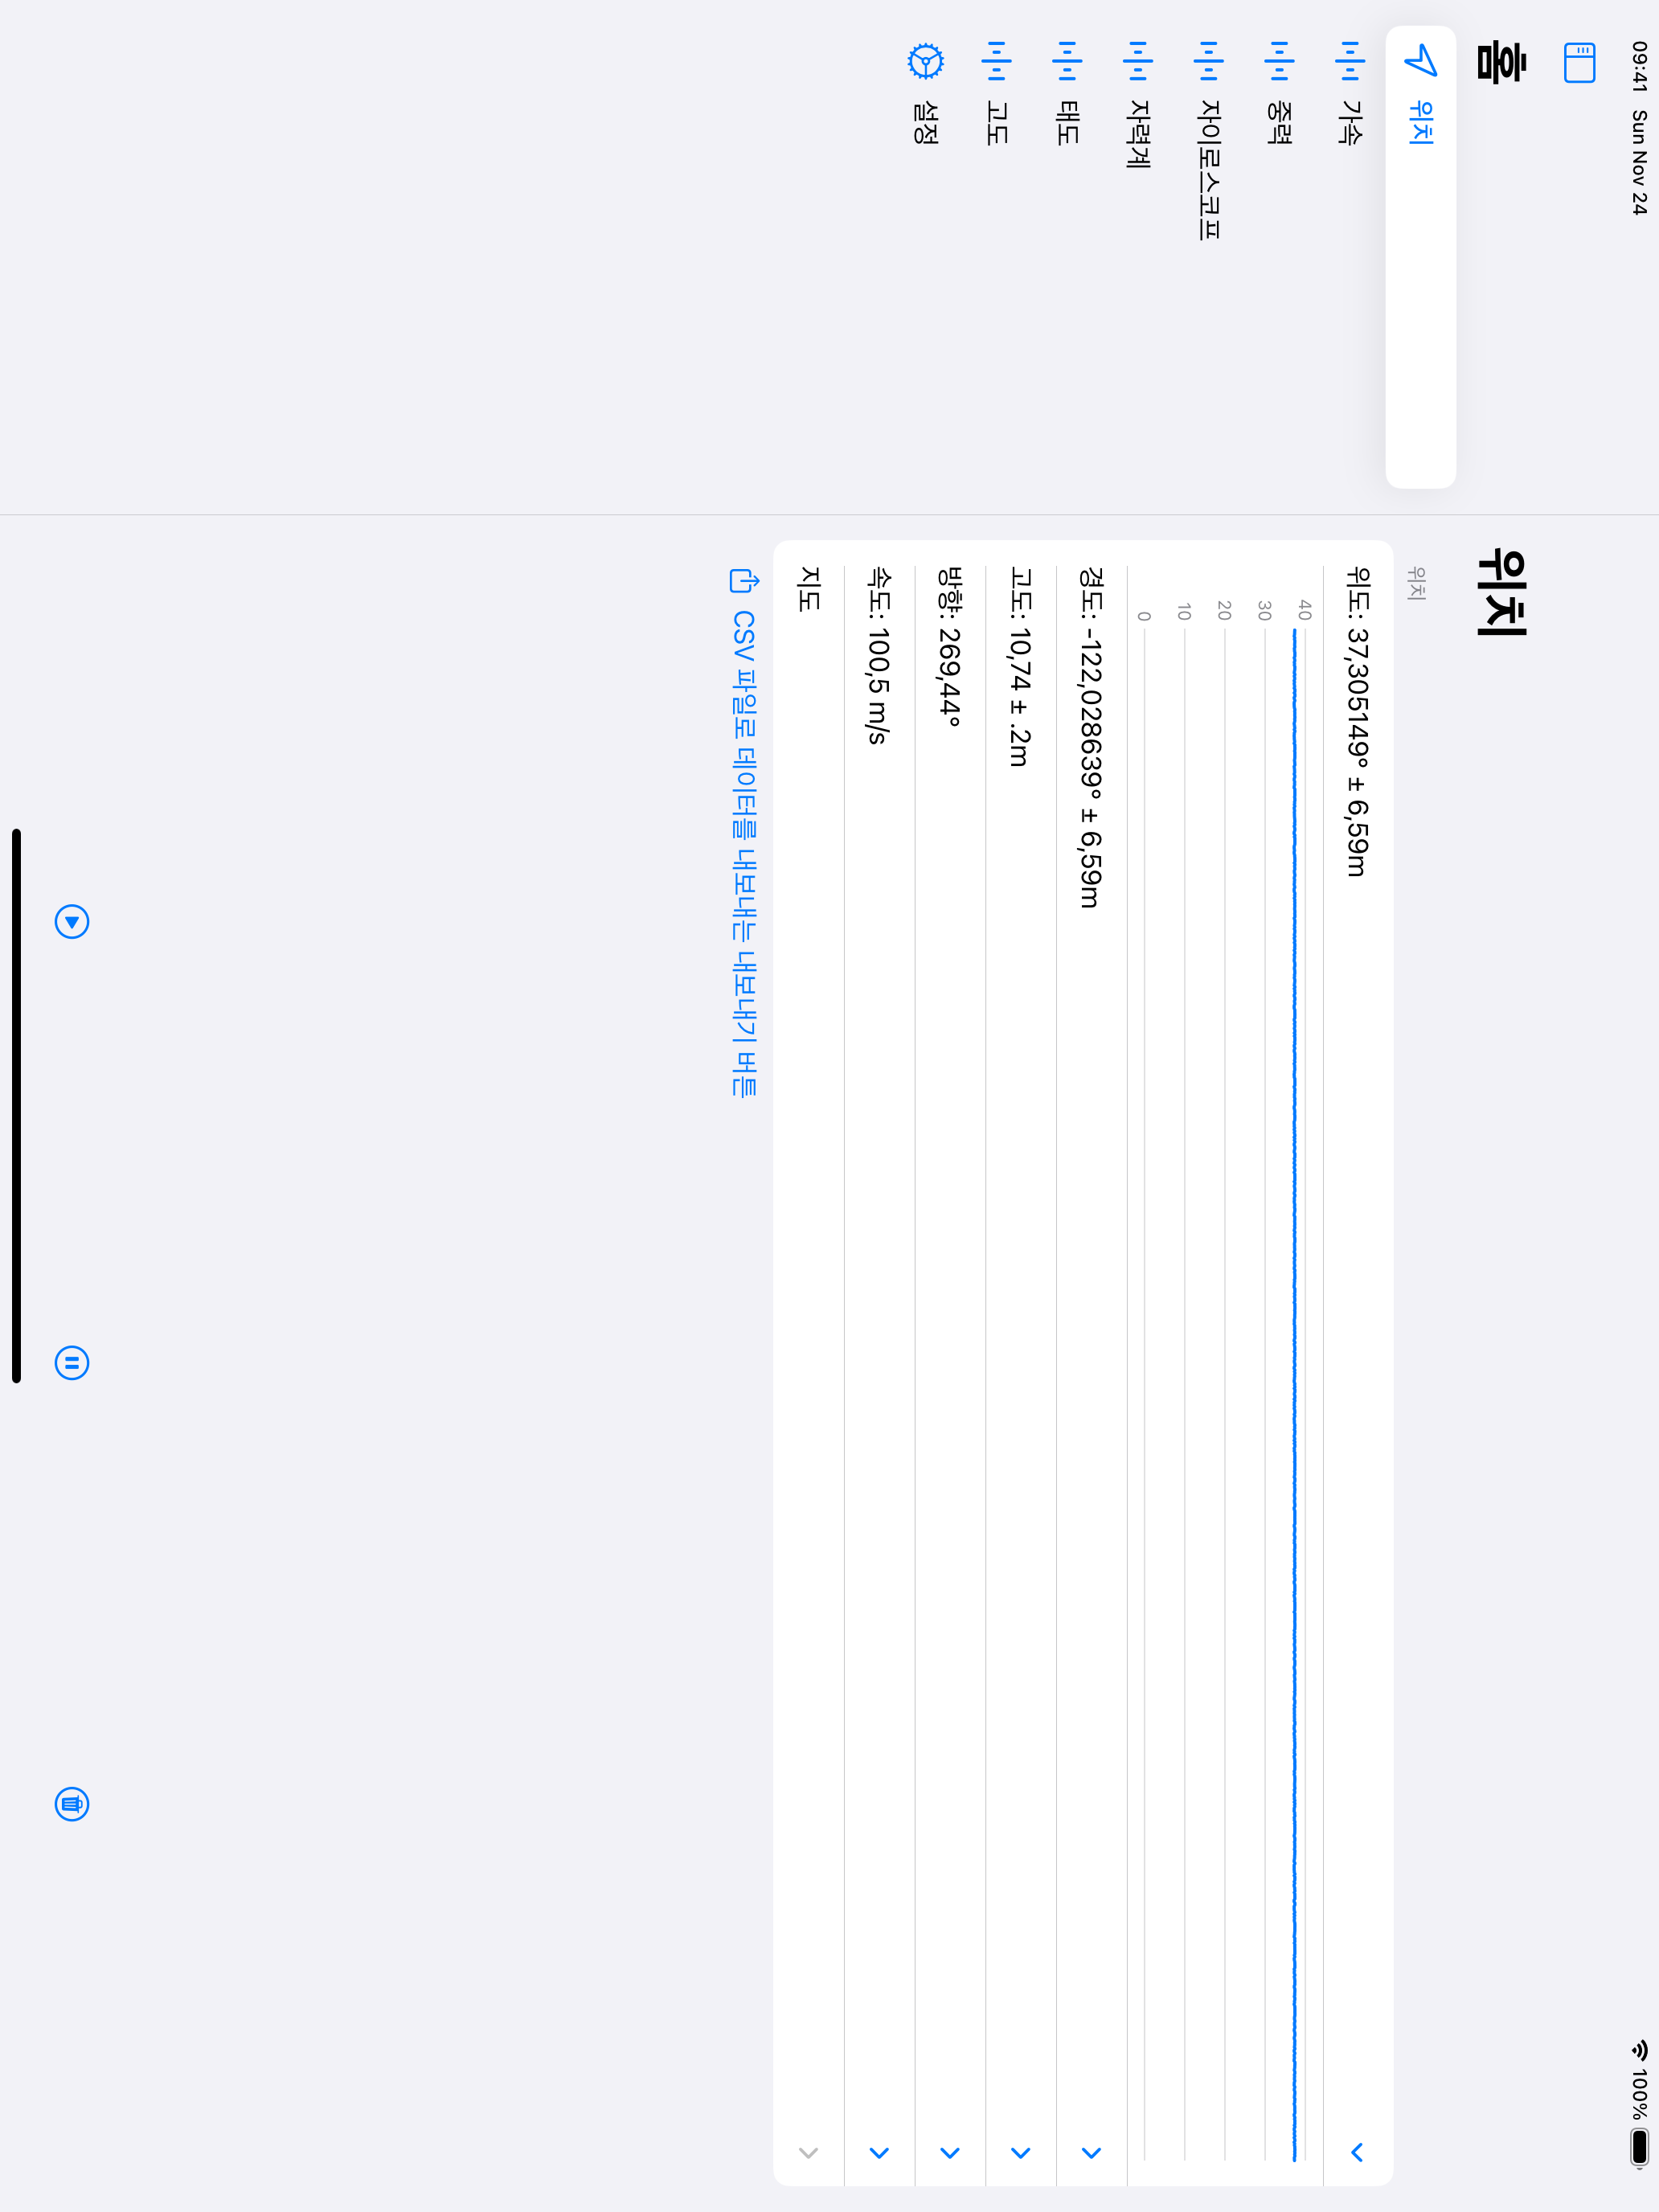 09:41 Sun Nov 24
100%
홈
위치
가속
중력
자이로스코프
자력계
태도
고도
설정
위치
위치
위도: 37,305149° ± 6,59m
40
30
20
10
0
경도: -122,028639° ± 6,59m
고도: 10,74 ± .2m
방향: 269,44°
속도: 100,5 m/s
지도
CSV 파일로 데이터를 내보내는 내보내기 버튼